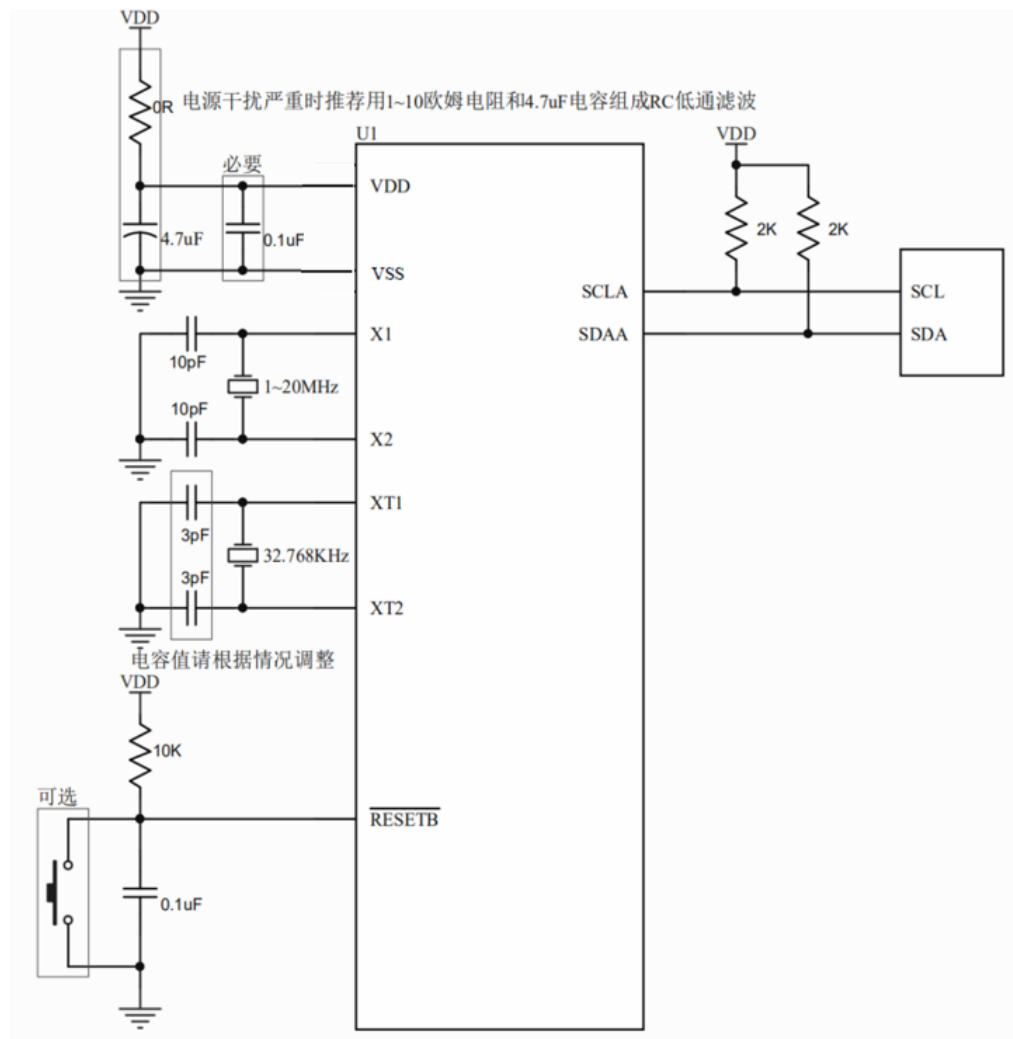 VDD
0R
电源干扰严重时推荐用1~10欧姆电阻和4.7uF电容组成RC低通滤波
U1
VDD
必要
VDD
4.7uF
0.1uF
2K
2K
VSS
SCLA
SCL
X1
SDAA
SDA
10pF
1~20MHz
10pF
X2
XT1
3pF
32.768KHz
3pF
XT2
电容值请根据情况调整
VDD
10K
可选
RESETB
0.1uF